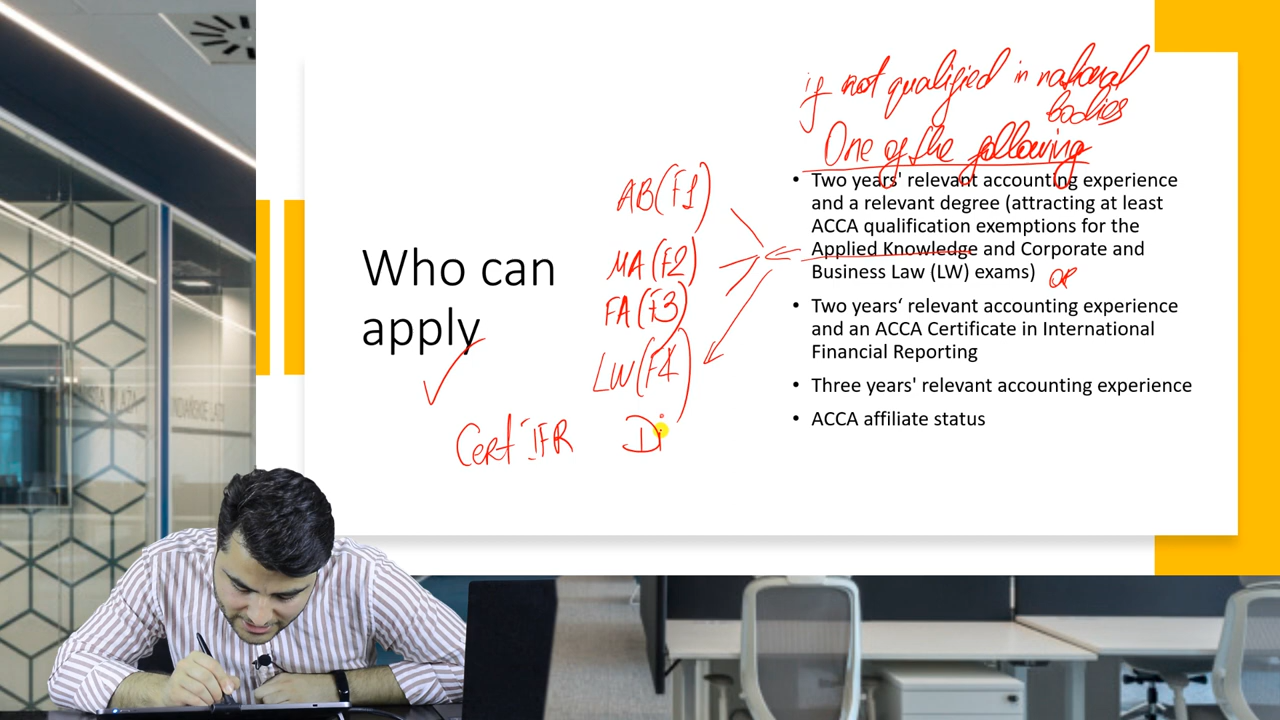 if not qualified in national
bodies
One of the following
• Two years' relevant accounting experience
and a relevant degree (attracting at least
ACCA qualification exemptions for the
Applied Knowledge and Corporate and
Business Law (LW) exams) or
• Two years‘ relevant accounting experience
and an ACCA Certificate in International
Financial Reporting
• Three years' relevant accounting experience
• ACCA affiliate status
Who can
apply
AB(F1)
MA(F2)
FA(F3)
LW(F4)
Cert IFR Di